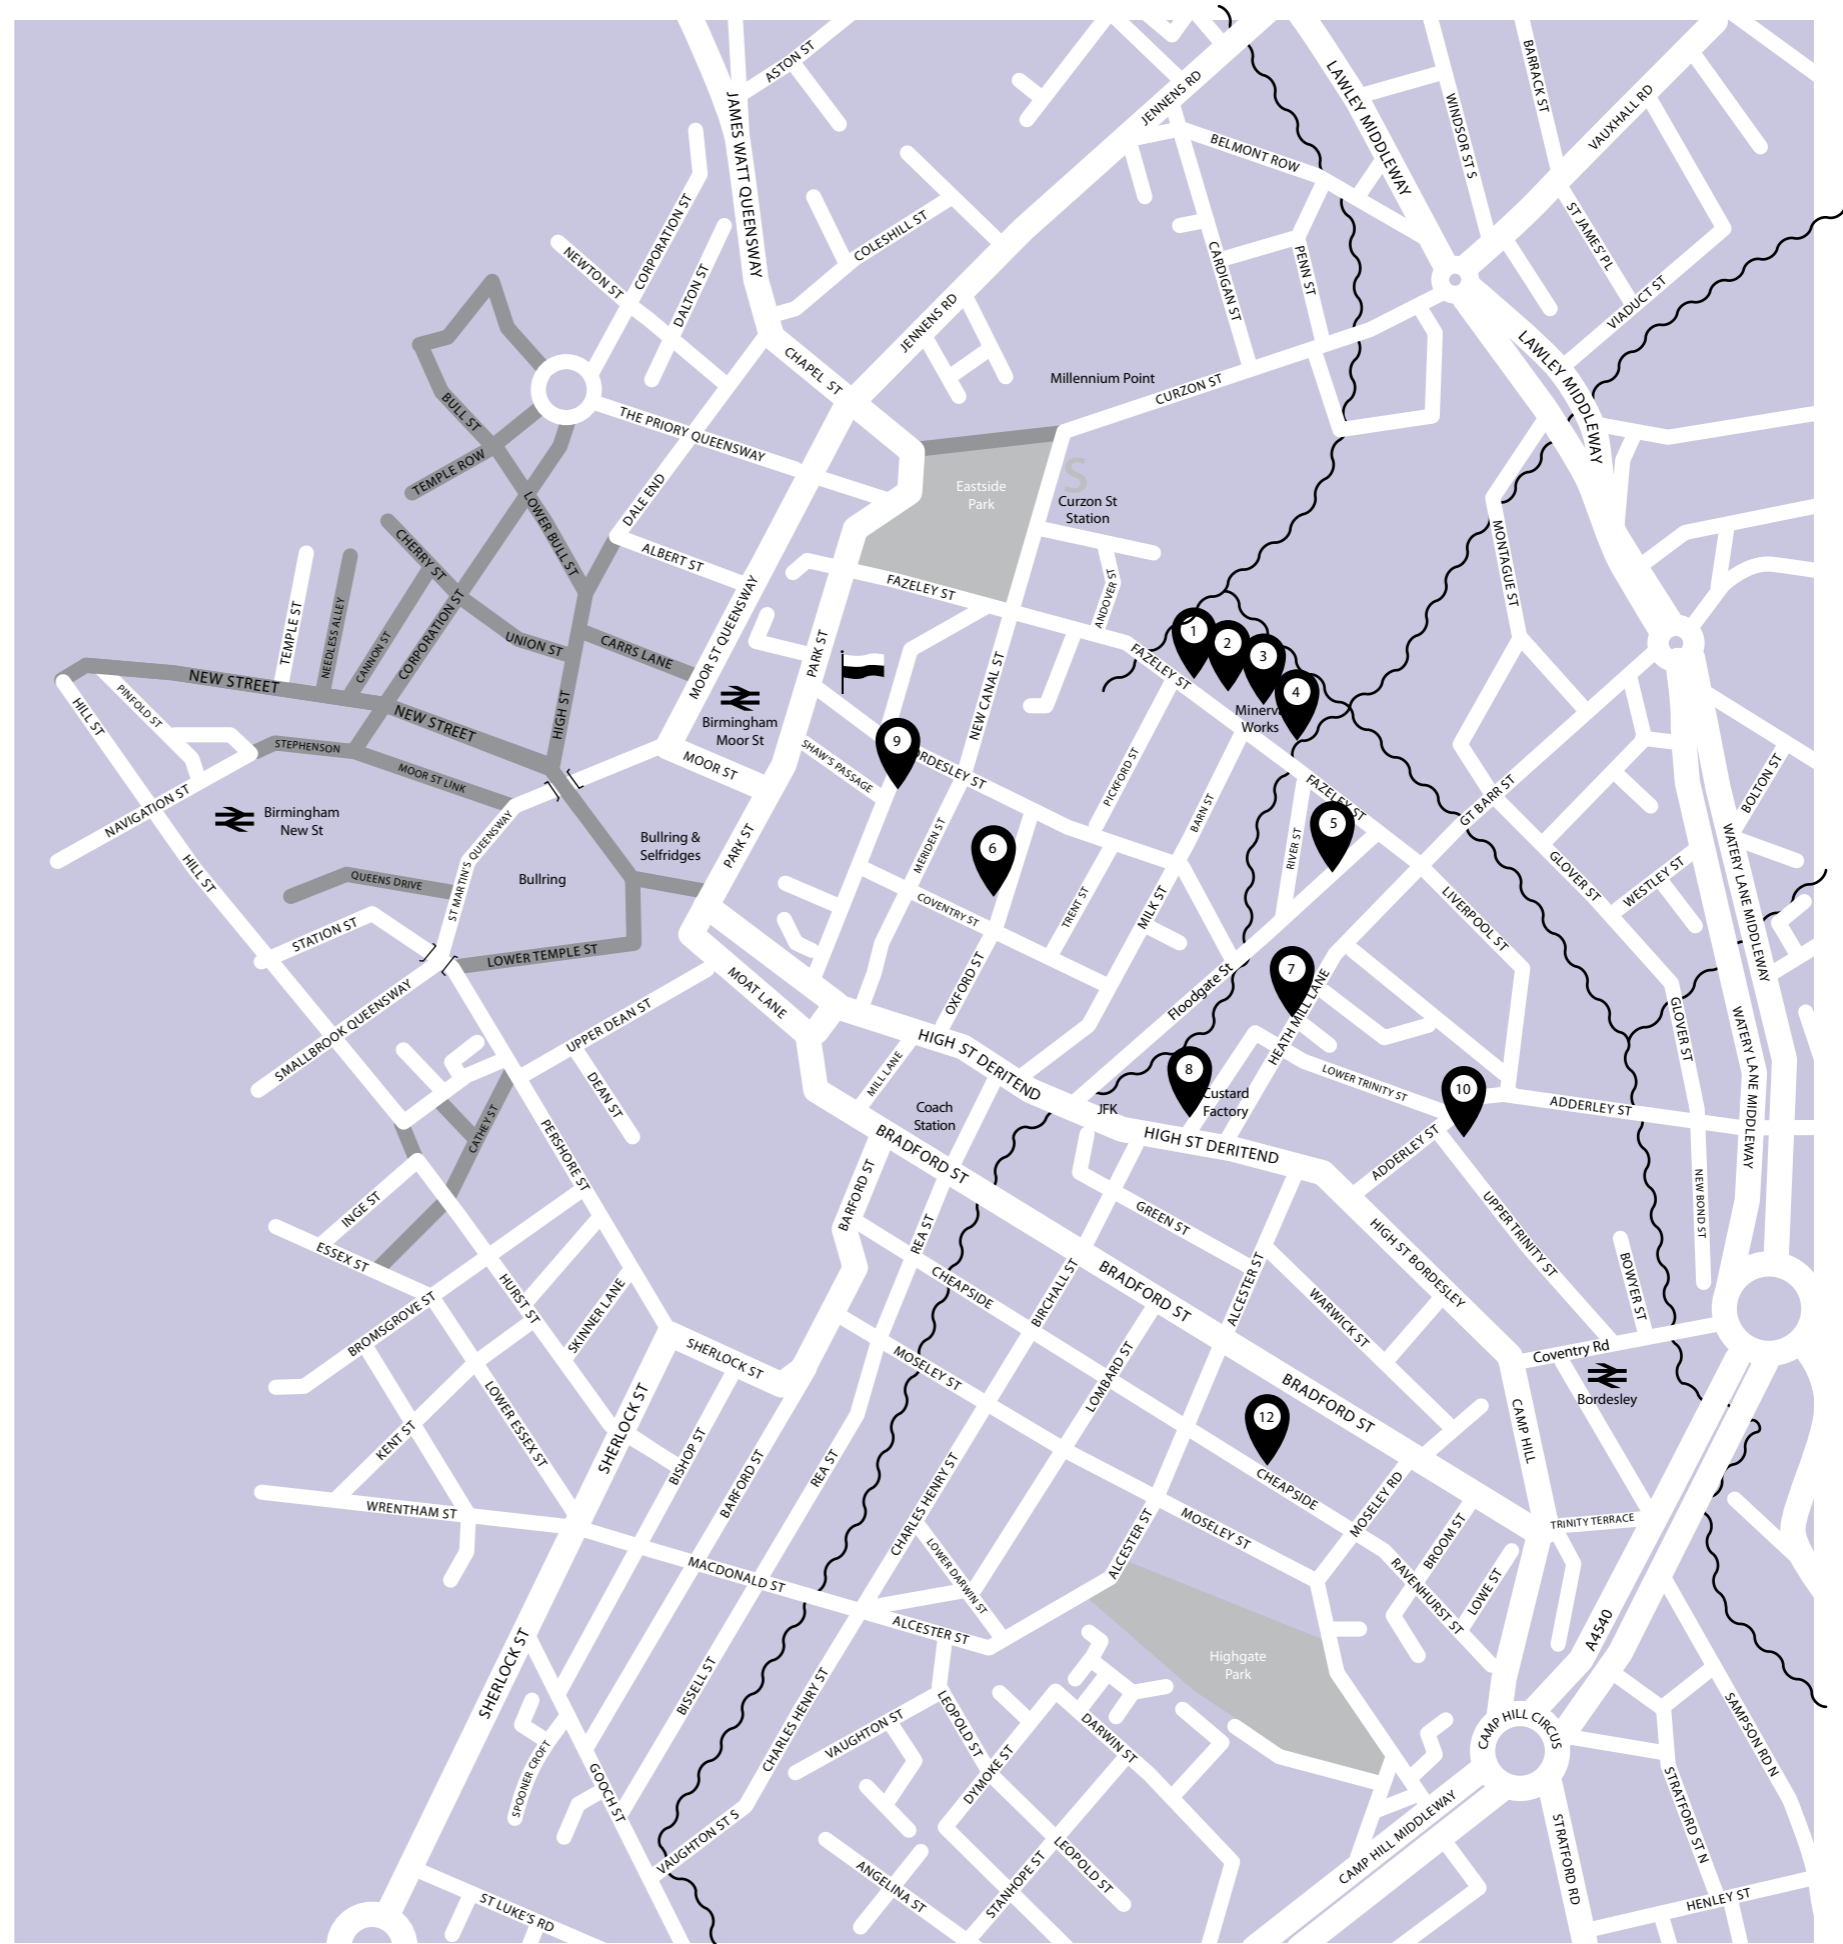 ASTON ST
JAMES WATT QUEENSWAY
JENNENS RD
LAWLEY MIDDLEWAY
WINDSOR ST S
BARRACK ST
VAUXHALL RD
BELMONT ROW
ST JAMES' PL
VIADUCT ST
CORPORATION ST
NEWTON ST
DALTON ST
COLESHILL ST
CARDIGAN ST
PENN ST
JENNENS RD
CHAPEL ST
Millennium Point
CURZON ST
LAWLEY MIDDLEWAY
BULL ST
THE PRIORY QUEENSWAY
TEMPLE ROW
DALE END
LOWER BULL ST
Eastside
Park
S
Curzon St
Station
CHERRY ST
ALBERT ST
FAZELEY ST
ANDOVER ST
MONTAGUE ST
TEMPLE ST
NEEDLESS ALLEY
CANNON ST
CORPORATION ST
UNION ST
CARRS LANE
MOOR ST QUEENSWAY
PARK ST
FAZELEY ST
1
2
3
4
Minerva
Works
NEW STREET
NEW STREET
HIGH ST
Birmingham
Moor St
NEW CANAL ST
HILL ST
PINFOLD ST
STEPHENSON
MOOR ST LINK
MOOR ST
SHAW'S PASSAGE
9
ORDESLEY ST
PICKFORD ST
BARN ST
FAZELEY ST
GT BARR ST
BOLTON ST
NAVIGATION ST
Birmingham
New St
HILL ST
ST MARTIN'S QUEENSWAY
Bullring &
Selfridges
PARK ST
MERIDEN ST
6
5
RIVER ST
WATERY LANE MIDDLEWAY
QUEENS DRIVE
Bullring
COVENTRY ST
TRENT ST
MILK ST
LIVERPOOL ST
GLOVER ST
WESTLEY ST
STATION ST
LOWER TEMPLE ST
MOAT LANE
OXFORD ST
Floodgate St
7
HEATH MILL LANE
SMALLBROOK QUEENSWAY
UPPER DEAN ST
HIGH ST DERITEND
GLOVER ST
WATERY LANE MIDDLEWAY
DEAN ST
MILL LANE
8
Custard
Factory
LOWER TRINITY ST
10
ADDERLEY ST
CATHEY ST
PERSHORE ST
Coach
Station
JFK
BRADFORD ST
HIGH ST DERITEND
ADDERLEY ST
INGE ST
BARFORD ST
GREEN ST
UPPER TRINITY ST
NEW BOND ST
ESSEX ST
REA ST
CHEAPSIDE
BIRCHALL ST
BRADFORD ST
ALCESTER ST
HIGH ST BORDESLEY
BOWYER ST
BROMSGROVE ST
HURST ST
SKINNER LANE
WARWICK ST
Coventry Rd
SHERLOCK ST
MOSELEY ST
LOMBARD ST
Bordesley
LOWER ESSEX ST
SHERLOCK ST
BRADFORD ST
12
CAMP HILL
KENT ST
BISHOP ST
BARFORD ST
REA ST
CHARLES HENRY ST
CHEAPSIDE
MOSELEY RD
WRENTHAM ST
ALCESTER ST
MOSELEY ST
BROOM ST
TRINITY TERRACE
MACDONALD ST
LOWER DARWIN ST
RAVENHURST ST
LOWE ST
ALCESTER ST
A4540
SHERLOCK ST
BISSELL ST
CHARLES HENRY ST
Highgate
Park
VAUGHTON ST
LEOPOLD ST
DARWIN ST
CAMP HILL CIRCUS
SAMPSON RD N
SPOONER CROFT
GOOCH ST
DYMOKE ST
VAUGHTON ST S
LEOPOLD ST
CAMP HILL MIDDLEWAY
STRATFORD RD
STRATFORD ST N
ANGELINA ST
STANHOPE ST
ST LUKE'S RD
HENLEY ST